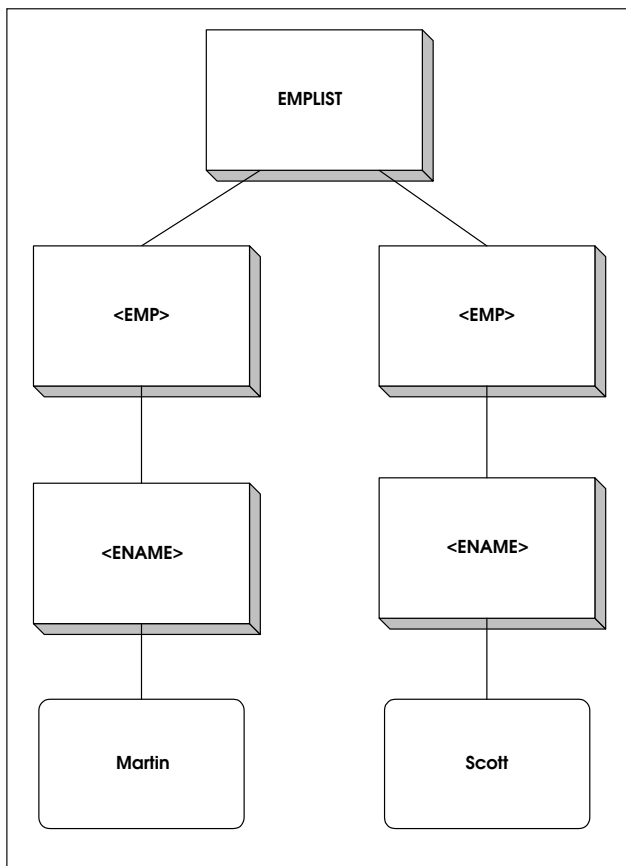 EMPLIST
<EMP>
<EMP>
<ENAME>
<ENAME>
Martin
Scott